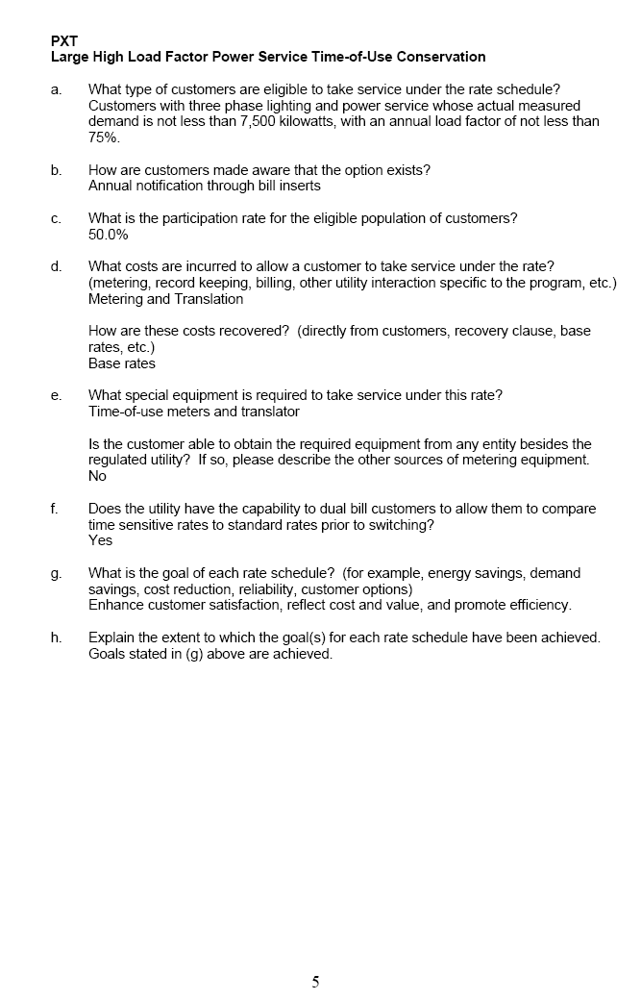 PXT
Large High Load Factor Power Service Time-of-Use Conservation
a. What type of customers are eligible to take service under the rate schedule?
Customers with three phase lighting and power service whose actual measured
demand is not less than 7,500 kilowatts, with an annual load factor of not less than
75%.
b. How are customers made aware that the option exists?
Annual notification through bill inserts
c. What is the participation rate for the eligible population of customers?
50.0%
d. What costs are incurred to allow a customer to take service under the rate?
(metering, record keeping, billing, other utility interaction specific to the program, etc.)
Metering and Translation
How are these costs recovered? (directly from customers, recovery clause, base
rates, etc.)
Base rates
e. What special equipment is required to take service under this rate?
Time-of-use meters and translator
Is the customer able to obtain the required equipment from any entity besides the
regulated utility? If so, please describe the other sources of metering equipment.
No
f. Does the utility have the capability to dual bill customers to allow them to compare
time sensitive rates to standard rates prior to switching?
Yes
g. What is the goal of each rate schedule? (for example, energy savings, demand
savings, cost reduction, reliability, customer options)
Enhance customer satisfaction, reflect cost and value, and promote efficiency.
h. Explain the extent to which the goal(s) for each rate schedule have been achieved.
Goals stated in (g) above are achieved.
5